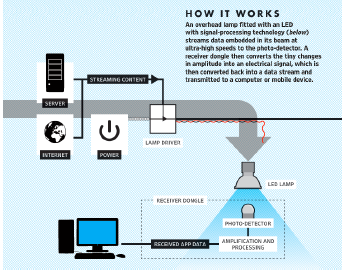 HOW IT WORKS
An overhead lamp fitted with an LED
with signal-processing technology (below)
streams data embedded in its beam at
ultra-high speeds to the photo-detector. A
receiver dongle then converts the tiny changes
in amplitude into an electrical signal, which is
then converted back into a data stream and
transmitted to a computer or mobile device.
STREAMING CONTENT
SERVER
INTERNET
POWER
LAMP DRIVER
LED LAMP
RECEIVER DONGLE
PHOTO-DETECTOR
RECEIVED APP DATA
AMPLIFICATION AND
PROCESSING